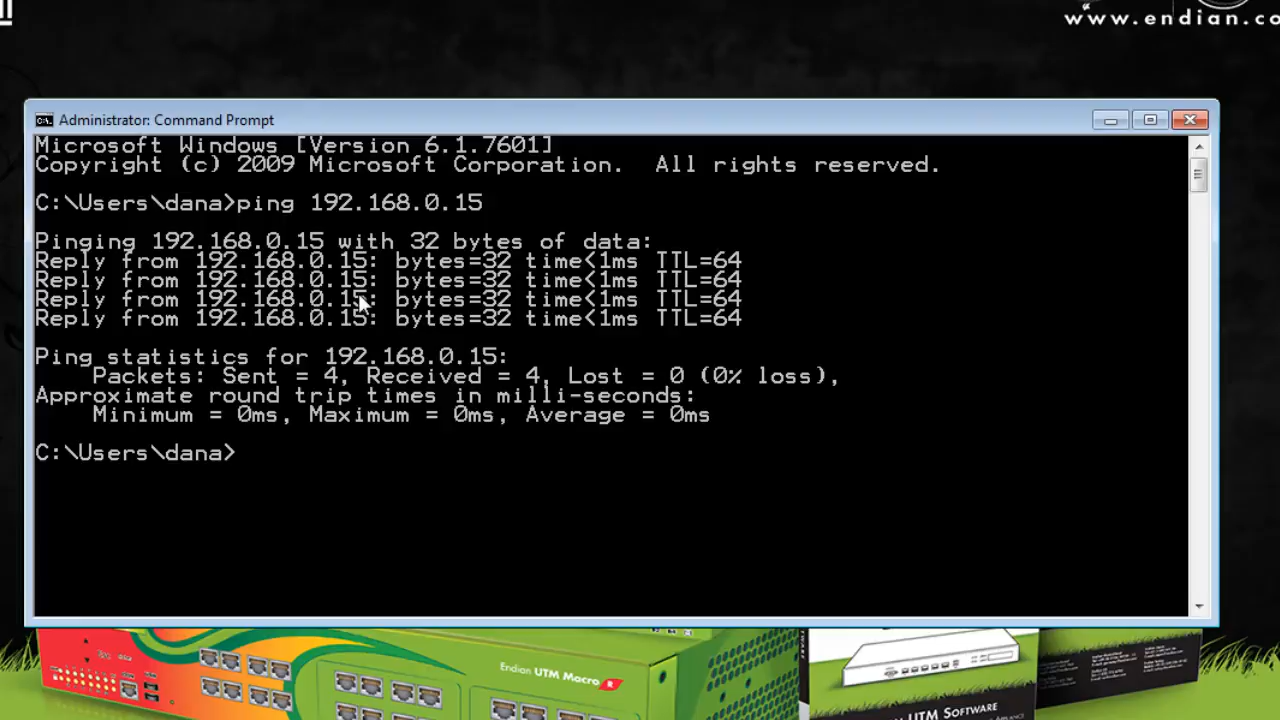 www.endian.co
Administrator: Command Prompt
Microsoft Windows [Version 6.1.7601]
Copyright (c) 2009 Microsoft Corporation.  All rights reserved.
C:\Users\dana>ping 192.168.0.15
Pinging 192.168.0.15 with 32 bytes of data:
Reply from 192.168.0.15: bytes=32 time<1ms TTL=64
Reply from 192.168.0.15: bytes=32 time<1ms TTL=64
Reply from 192.168.0.15: bytes=32 time<1ms TTL=64
Reply from 192.168.0.15: bytes=32 time<1ms TTL=64
Ping statistics for 192.168.0.15:
    Packets: Sent = 4, Received = 4, Lost = 0 (0% loss),
Approximate round trip times in milli-seconds:
    Minimum = 0ms, Maximum = 0ms, Average = 0ms
C:\Users\dana>
Endian UTM Macro
UTM SOFTWARE